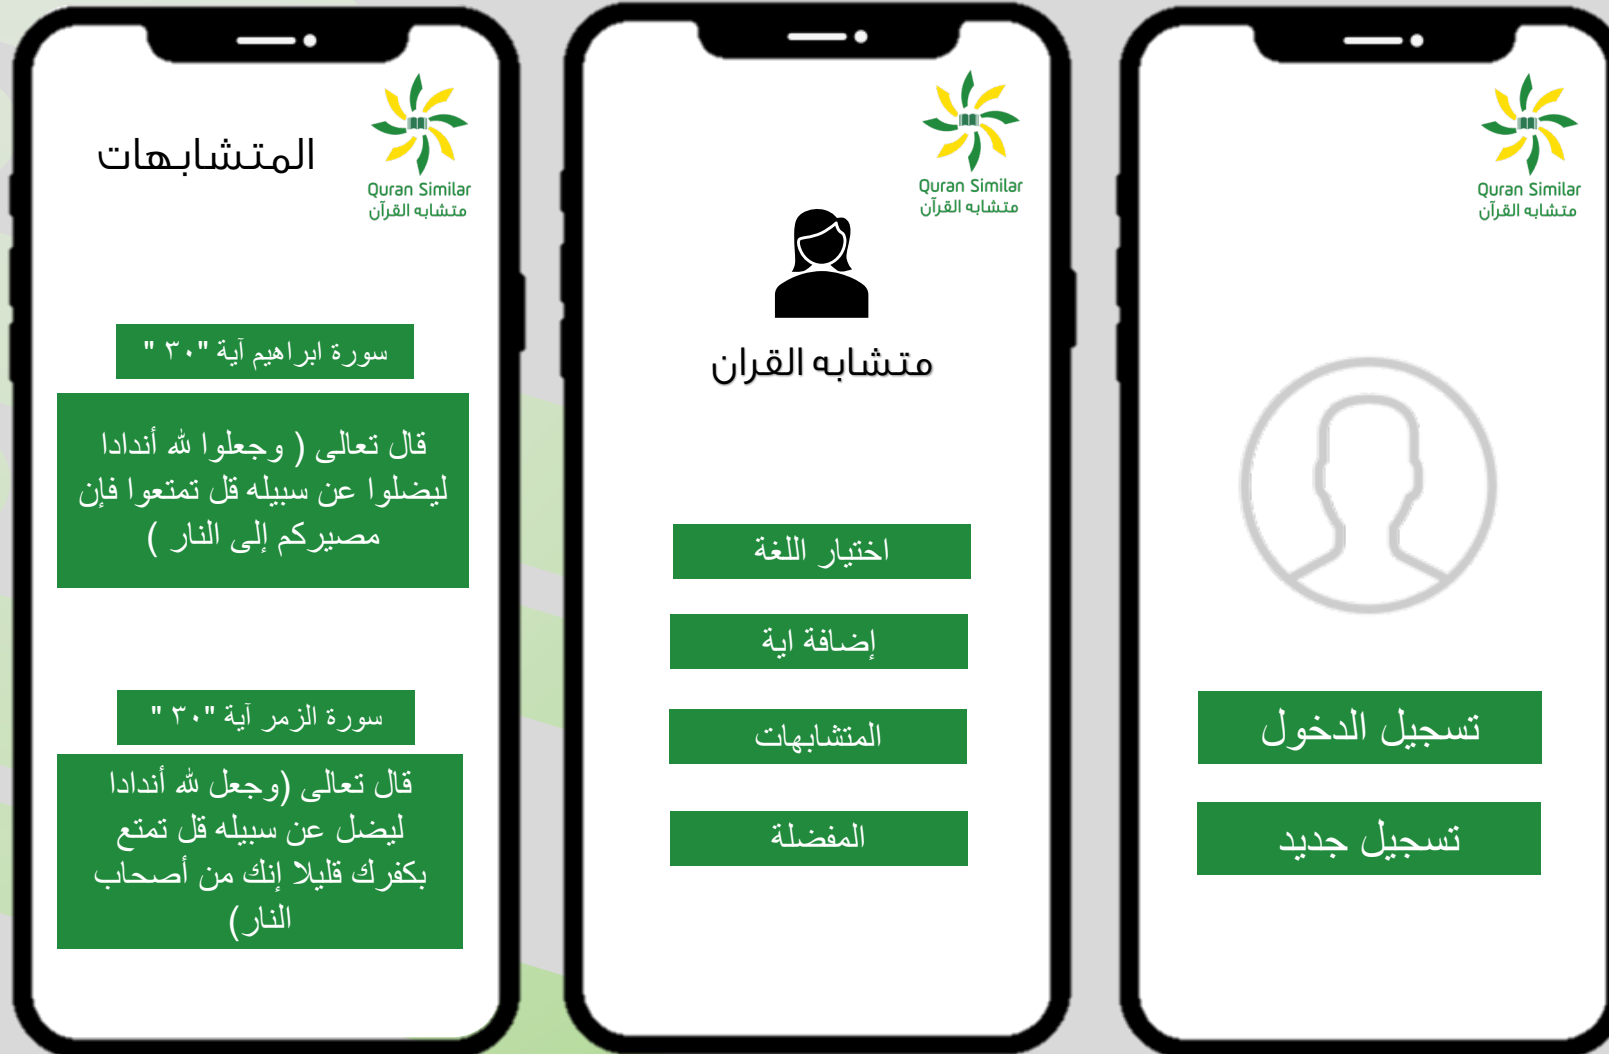 Quran Similar
متشابه القرآن
تسجيل الدخول
تسجيل جديد
Quran Similar
متشابه القرآن
متشابه القران
اختيار اللغة
إضافة اية
المتشابهات
المفضلة
Quran Similar
متشابه القرآن
المتشابهات
سورة ابراهيم آية "٣٠ "
قال تعالى ( وجعلوا لله أندادا
ليضلوا عن سبيله قل تمتعوا فإن
مصيركم إلى النار )
سورة الزمر آية "٣٠ "
قال تعالى (وجعل لله أندادا
ليضل عن سبيله قل تمتع
بكفرك قليلا إنك من أصحاب
النار)